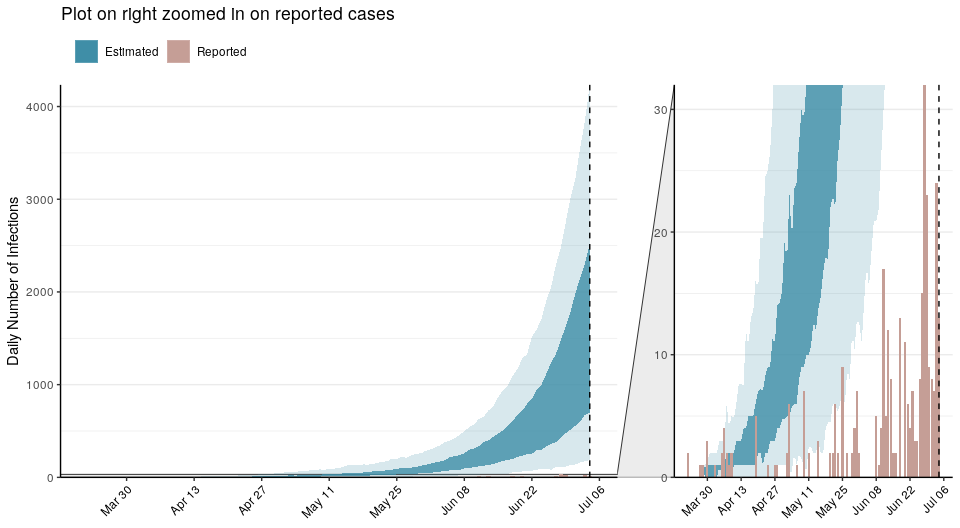 Plot on right zoomed in on reported cases
Estimated Reported
Daily Number of Infections
4000
3000
2000
1000
0
Mar 30 Apr 13 Apr 27 May 11 May 25 Jun 08 Jun 22 Jul 06
30
20
10
0
Mar 30 Apr 13 Apr 27 May 11 May 25 Jun 08 Jun 22 Jul 06